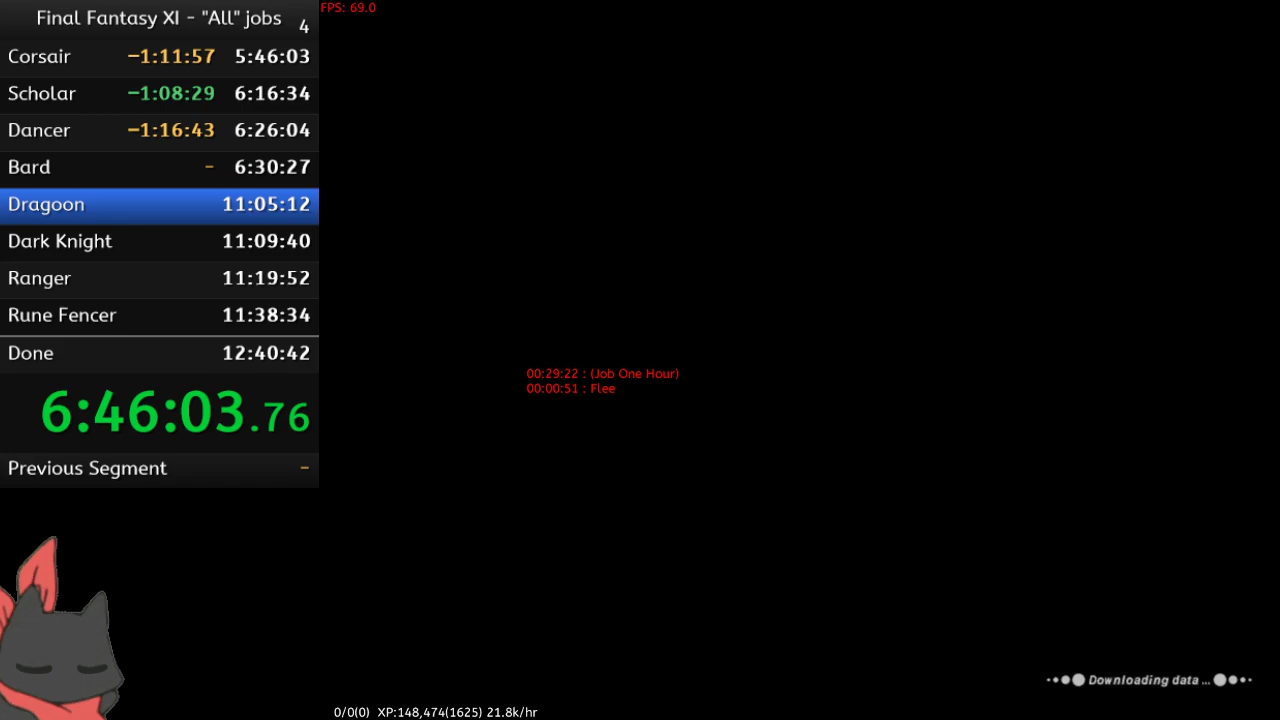 Final Fantasy XI - "All" jobs 4
FPS: 69.0
Corsair −1:11:57 5:46:03
Scholar −1:08:29 6:16:34
Dancer −1:16:43 6:26:04
Bard - 6:30:27
Dragoon 11:05:12
Dark Knight 11:09:40
Ranger 11:19:52
Rune Fencer 11:38:34
Done 12:40:42
6:46:03.76
Previous Segment -
00:29:22 : (Job One Hour)
00:00:51 : Flee
Downloading data ...
0/0(0) XP:148,474(1625) 21.8k/hr